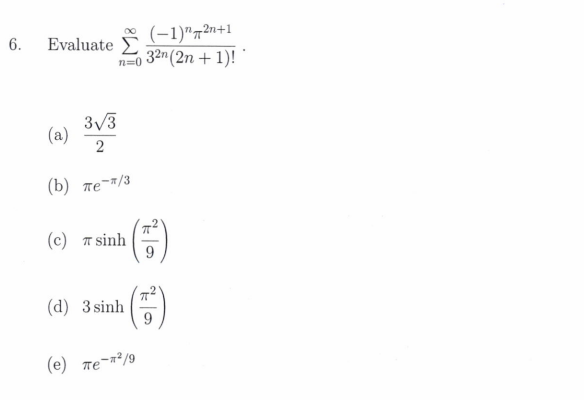 6. Evaluate $\sum_{n=0}^{\infty} \frac{(-1)^n \pi^{2n+1}}{3^{2n}(2n+1)!}$ .
(a) $\frac{3\sqrt{3}}{2}$
(b) $\pi e^{-\pi/3}$
(c) $\pi \sinh\left(\frac{\pi^2}{9}\right)$
(d) $3 \sinh\left(\frac{\pi^2}{9}\right)$
(e) $\pi e^{-\pi^2/9}$